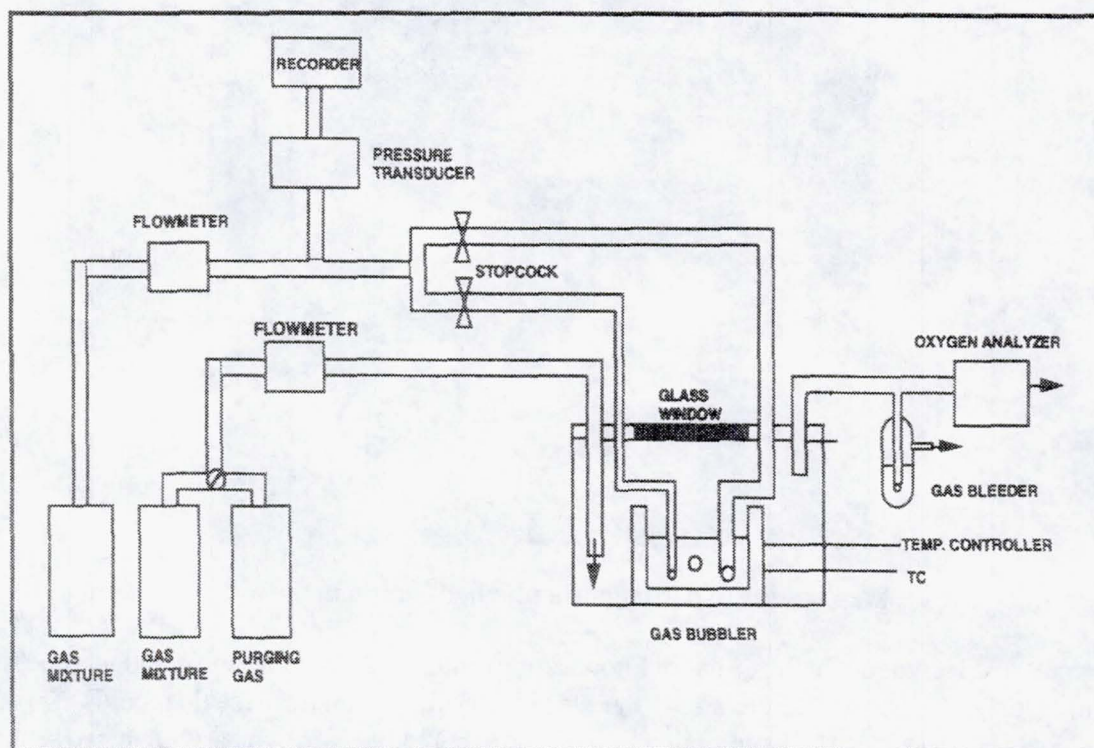 RECORDER
PRESSURE
TRANSDUCER
FLOWMETER
STOPCOCK
FLOWMETER
OXYGEN ANALYZER
GLASS
WINDOW
GAS BLEEDER
TEMP. CONTROLLER
TC
GAS BUBBLER
GAS
MIXTURE
GAS
MIXTURE
PURGING
GAS